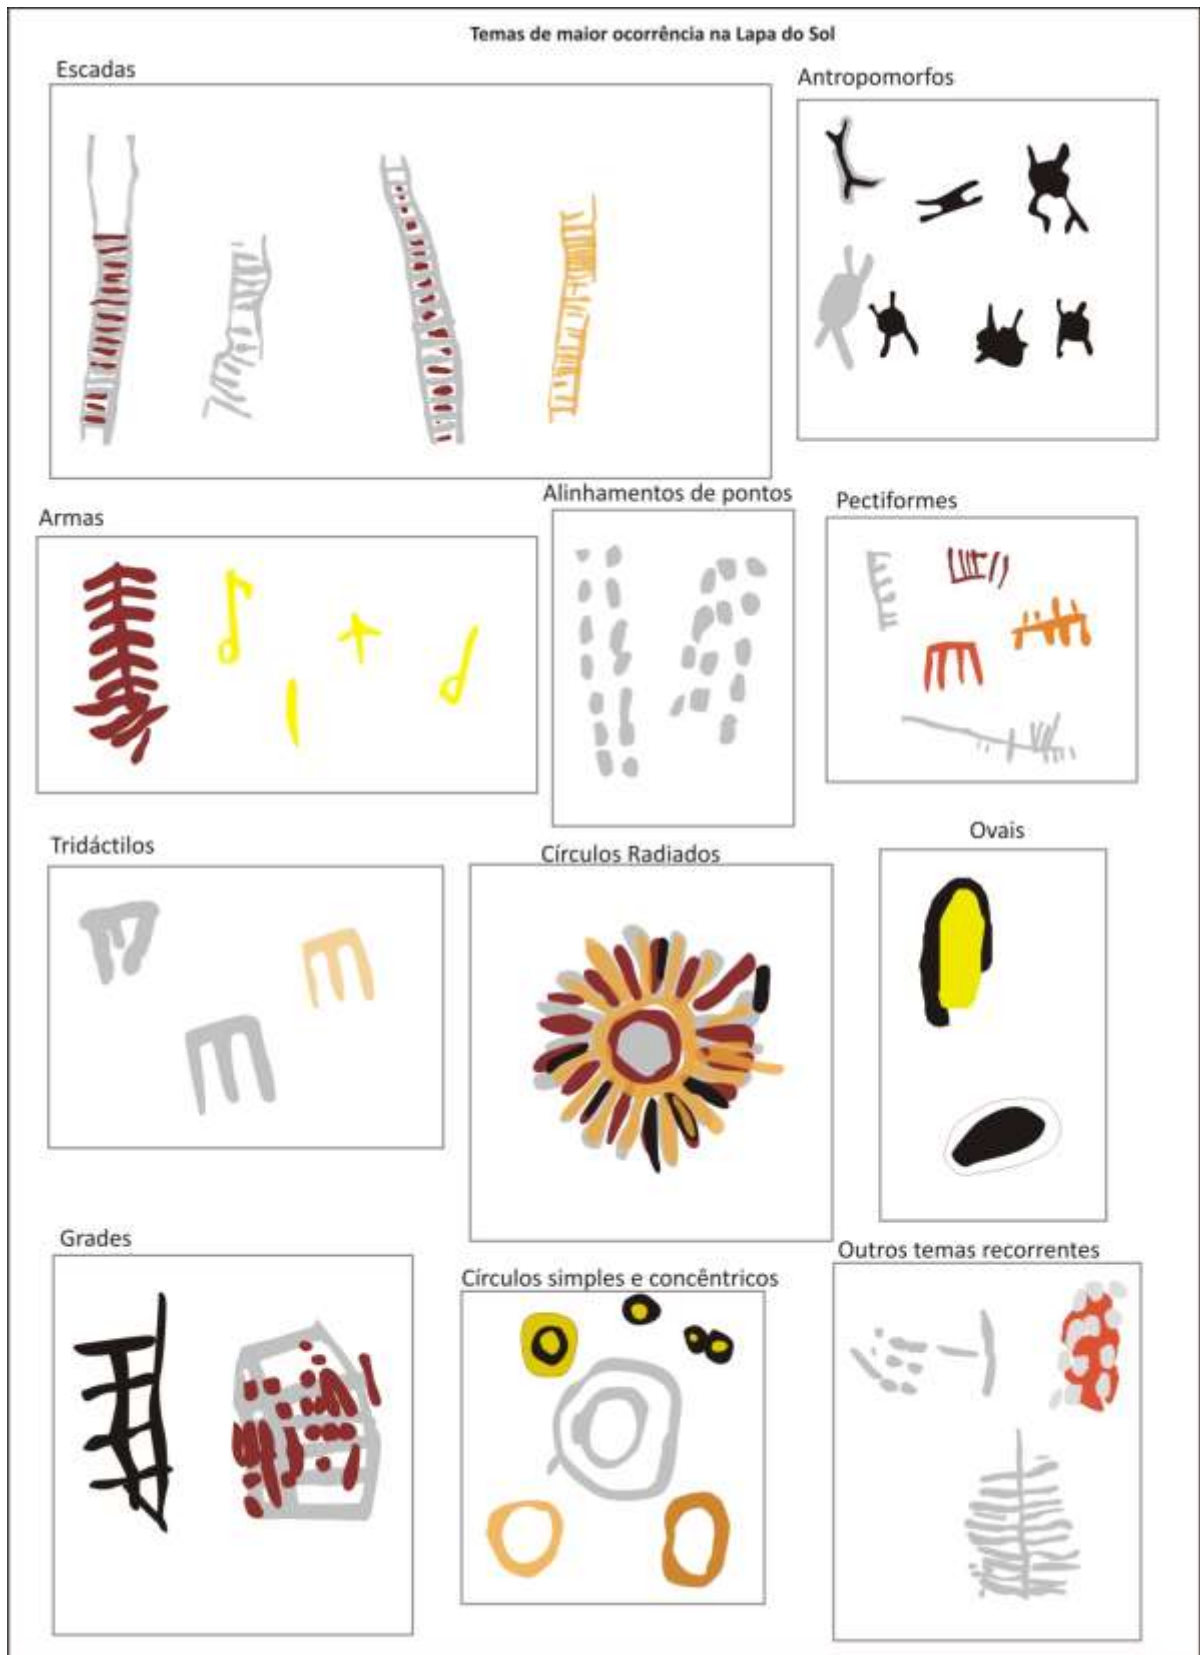 Temas de maior ocorrência na Lapa do Sol
Escadas
Antropomorfos
Armas
Alinhamentos de pontos
Pectiformes
Tridáctilos
Círculos Radiados
Ovais
Grades
Círculos simples e concêntricos
Outros temas recorrentes